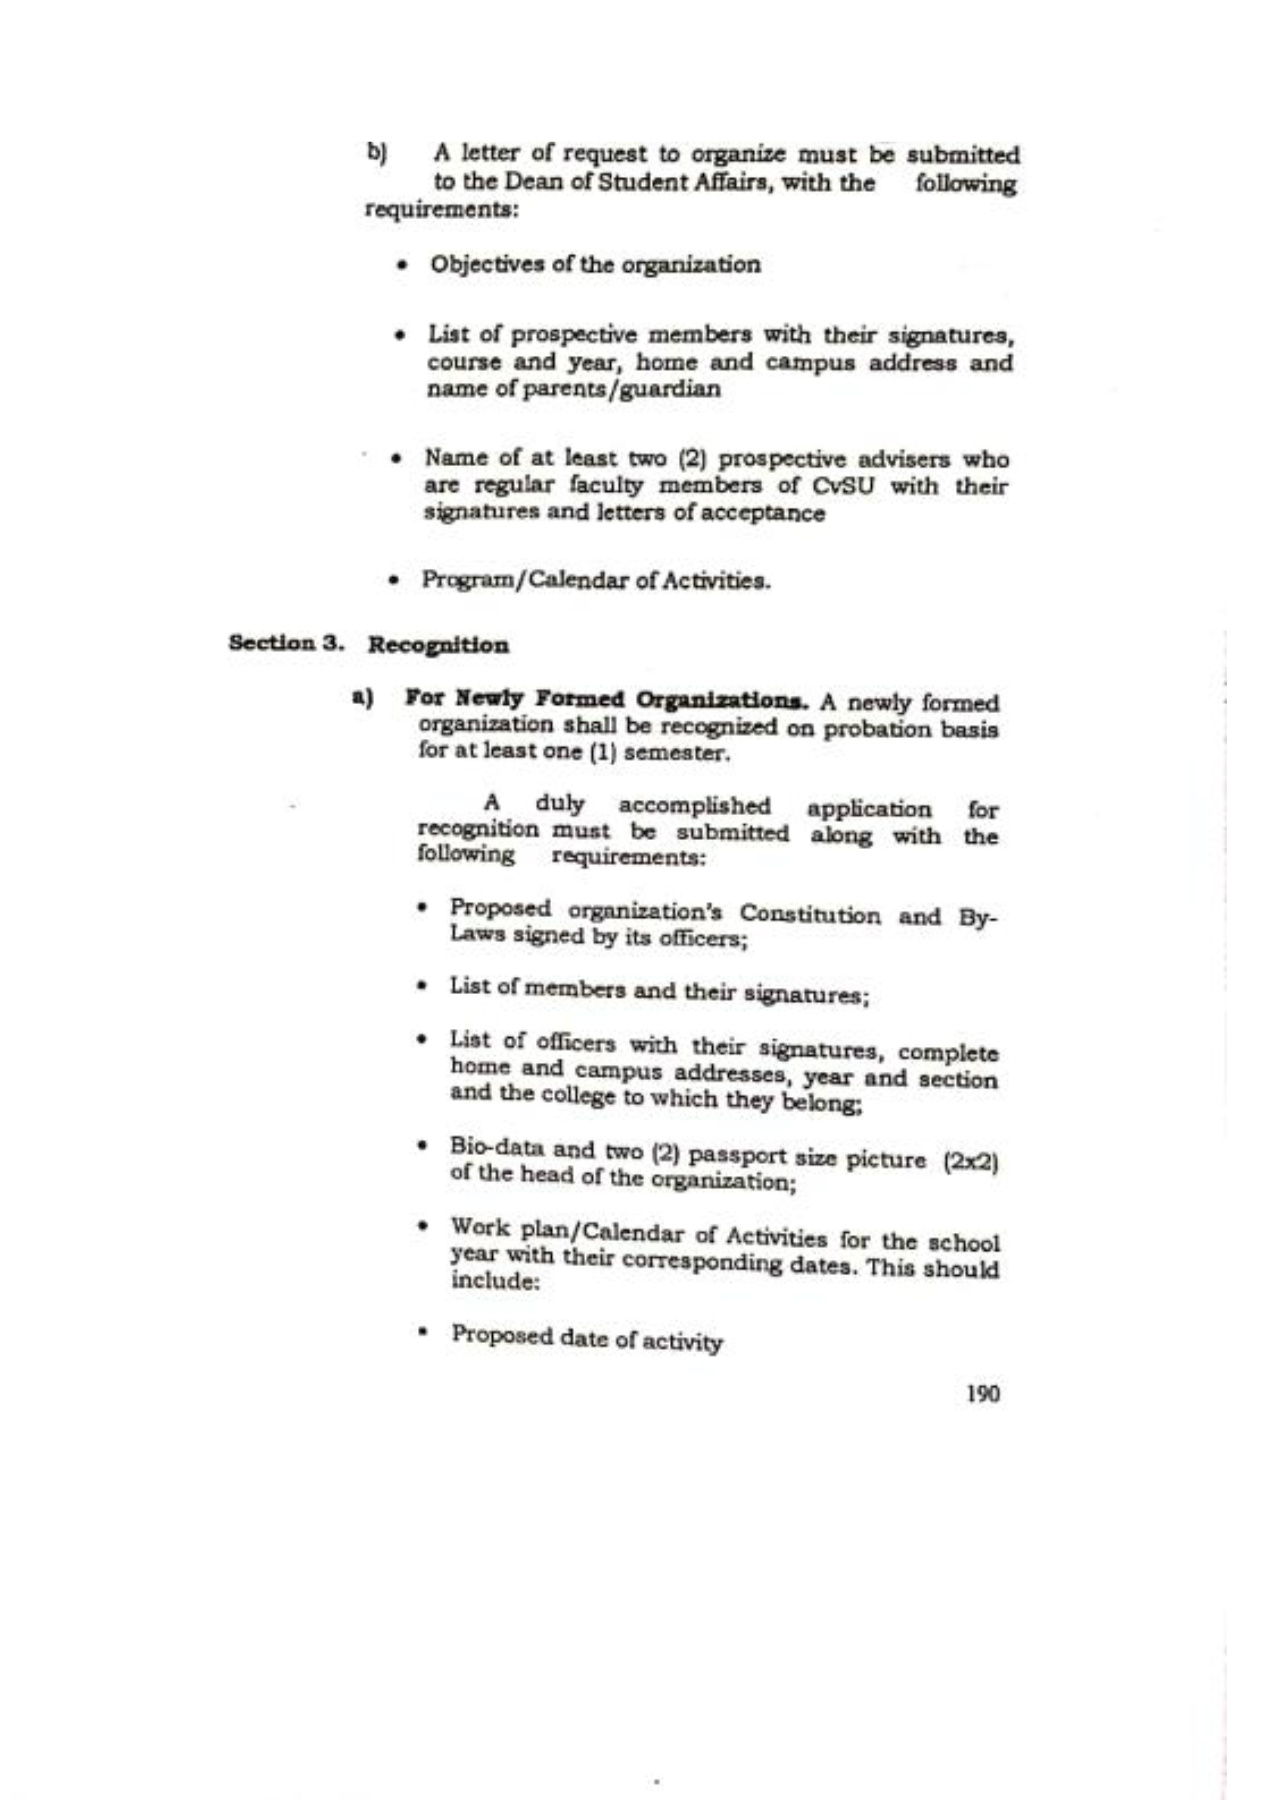 b) A letter of request to organize must be submitted
to the Dean of Student Affairs, with the following
requirements:
• Objectives of the organization
• List of prospective members with their signatures,
course and year, home and campus address and
name of parents/guardian
• Name of at least two (2) prospective advisers who
are regular faculty members of CvSU with their
signatures and letters of acceptance
• Program/Calendar of Activities.
Section 3. Recognition
a) For Newly Formed Organizations. A newly formed
organization shall be recognized on probation basis
for at least one (1) semester.
A duly accomplished application for
recognition must be submitted along with the
following requirements:
• Proposed organization's Constitution and By-
Laws signed by its officers;
• List of members and their signatures;
• List of officers with their signatures, complete
home and campus addresses, year and section
and the college to which they belong;
• Bio-data and two (2) passport size picture (2x2)
of the head of the organization;
• Work plan/Calendar of Activities for the school
year with their corresponding dates. This should
include:
▪ Proposed date of activity
190